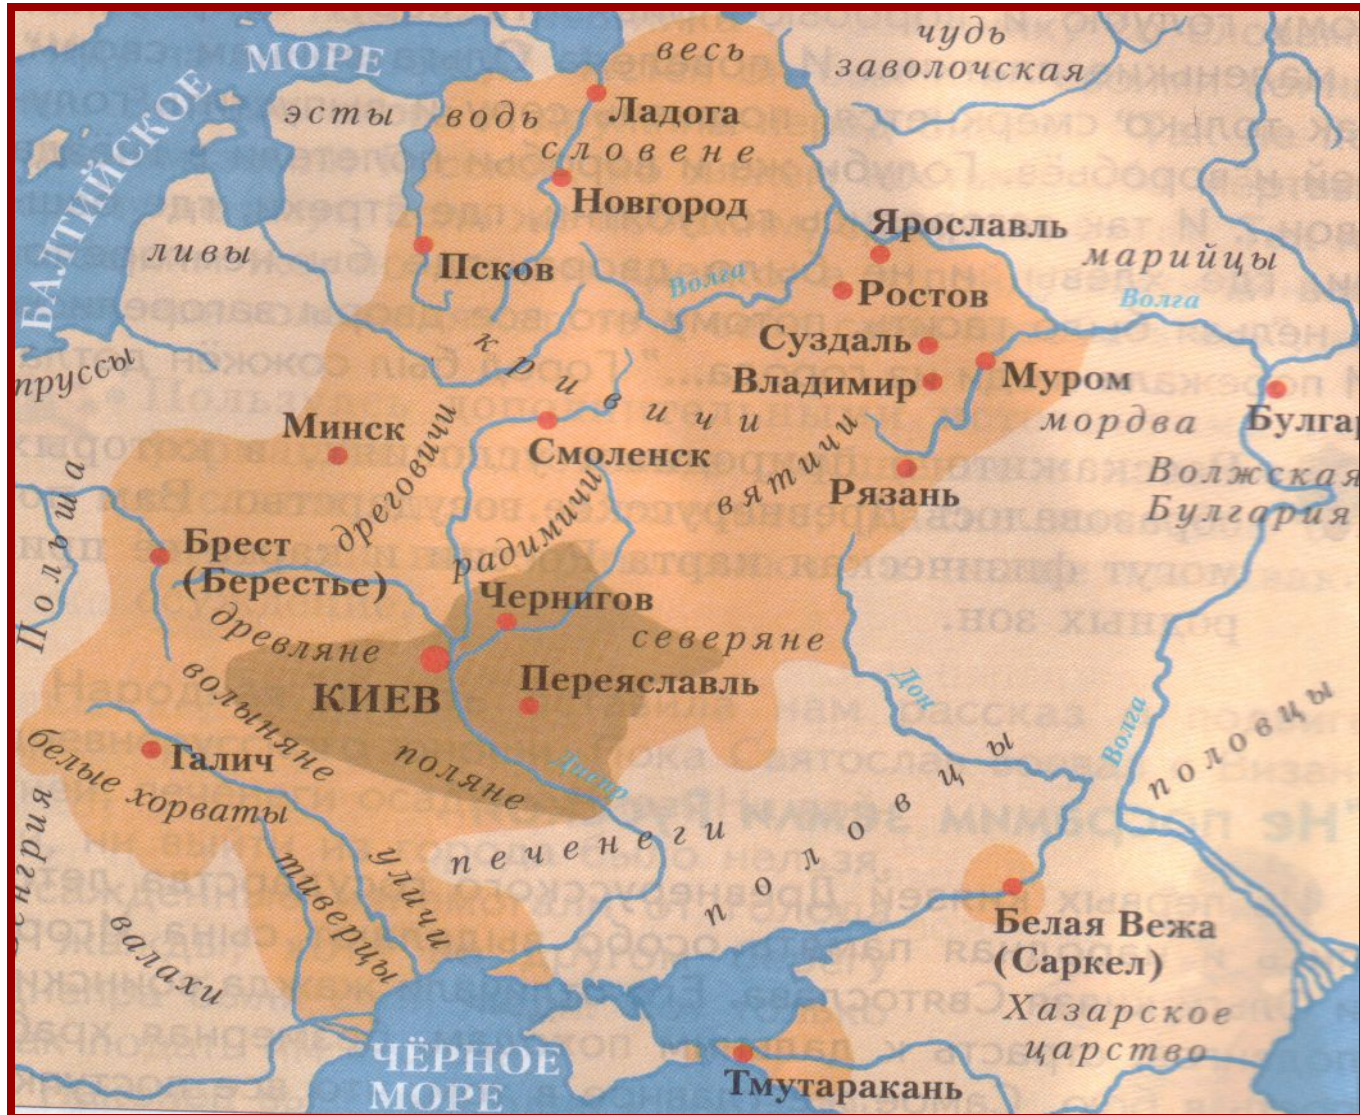 БАЛТИЙСКОЕ МОРЕ
весь
чудь
заволочская
эсты
водь
Ладога
словене
Новгород
ливы
Псков
Волга
Ярославль
марийцы
Ростов
Волга
пруссы
кривичи
Суздаль
Владимир
Муром
мордва
Булгар
Минск
дреговичи
Смоленск
вятичи
Рязань
Волжская
Булгария
Польша
Брест
(Берестье)
радимичи
Чернигов
северяне
древляне
КИЕВ
Переяславль
Дон
Волга
половцы
волыняне
Галич
белые хорваты
поляне
Днепр
печенеги
половцы
тиверцы
уличи
валахи
Белая Вежа
(Саркел)
Хазарское
царство
ЧЁРНОЕ
МОРЕ
Тмутаракань